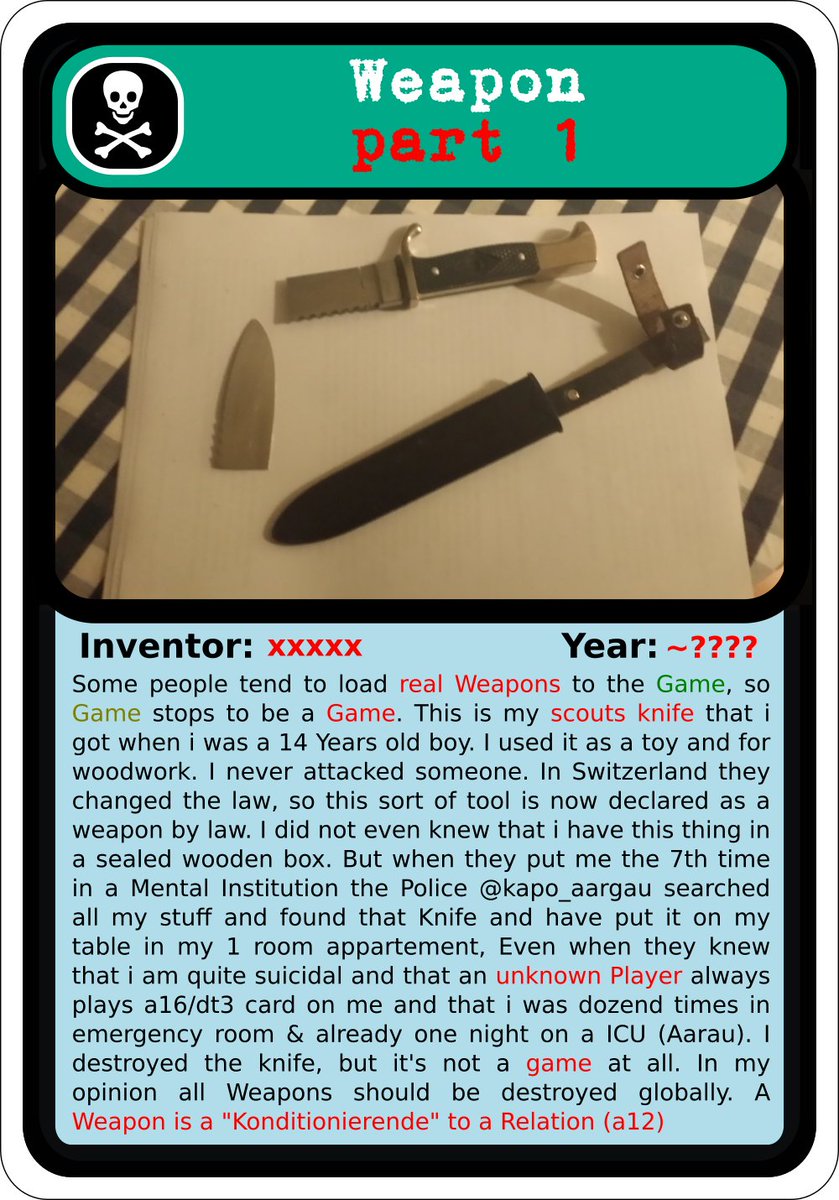 Weapon
part 1
Inventor: xxxxx Year: ~????
Some people tend to load real Weapons to the Game, so
Game stops to be a Game. This is my scouts knife that i
got when i was a 14 Years old boy. I used it as a toy and for
woodwork. I never attacked someone. In Switzerland they
changed the law, so this sort of tool is now declared as a
weapon by law. I did not even knew that i have this thing in
a sealed wooden box. But when they put me the 7th time
in a Mental Institution the Police @kapo_aargau searched
all my stuff and found that Knife and have put it on my
table in my 1 room appartement, Even when they knew
that i am quite suicidal and that an unknown Player always
plays a16/dt3 card on me and that i was dozend times in
emergency room & already one night on a ICU (Aarau). I
destroyed the knife, but it's not a game at all. In my
opinion all Weapons should be destroyed globally. A
Weapon is a "Konditionierende" to a Relation (a12)